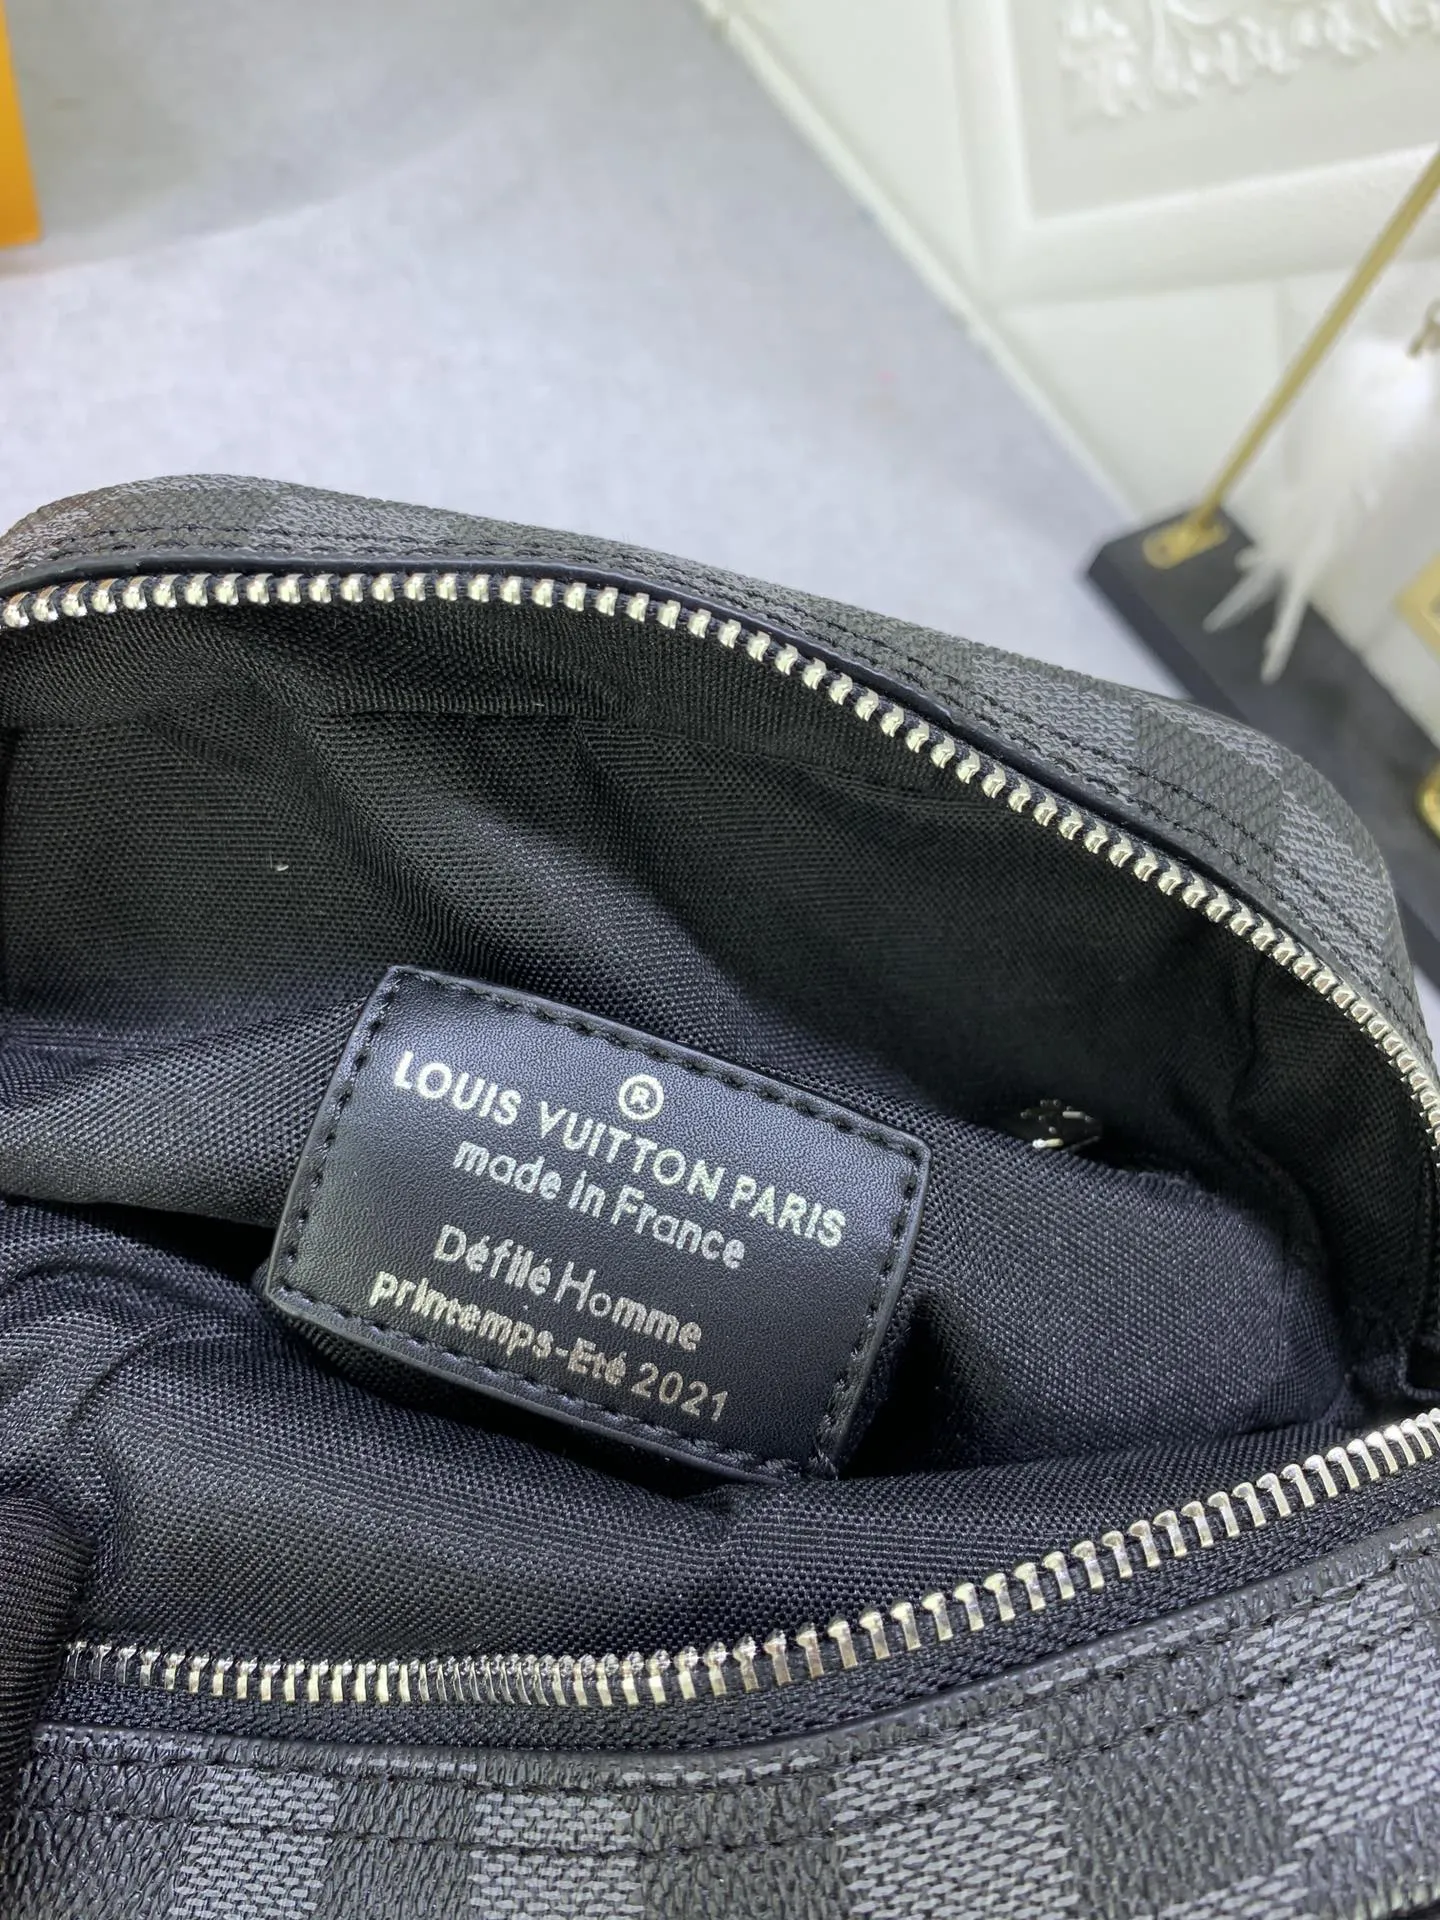 ®
LOUIS VUITTON PARIS
made in France
Défilé Homme
printemps-Eté 2021